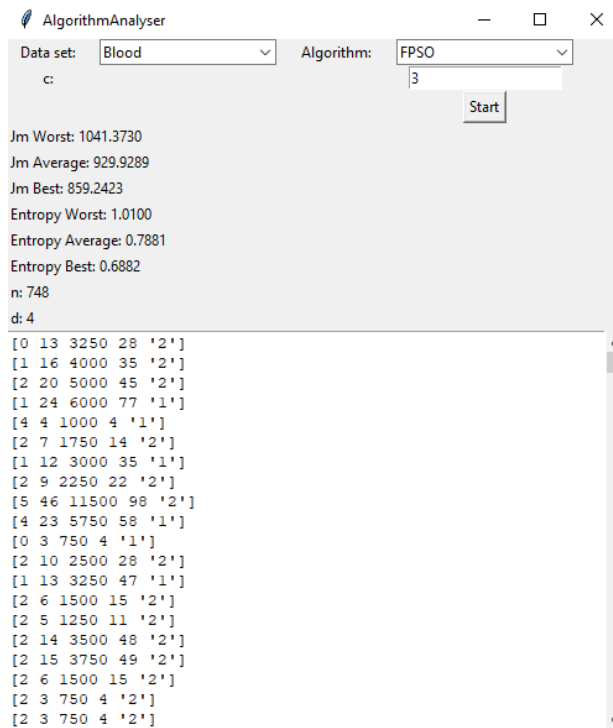 AlgorithmAnalyser
Data set: Blood Algorithm: FPSO
c: 3
Start
Jm Worst: 1041.3730
Jm Average: 929.9289
Jm Best: 859.2423
Entropy Worst: 1.0100
Entropy Average: 0.7881
Entropy Best: 0.6882
n: 748
d: 4
[0 13 3250 28 '2']
[1 16 4000 35 '2']
[2 20 5000 45 '2']
[1 24 6000 77 '1']
[4 4 1000 4 '1']
[2 7 1750 14 '2']
[1 12 3000 35 '1']
[2 9 2250 22 '2']
[5 46 11500 98 '2']
[4 23 5750 58 '1']
[0 3 750 4 '1']
[2 10 2500 28 '2']
[1 13 3250 47 '1']
[2 6 1500 15 '2']
[2 5 1250 11 '2']
[2 14 3500 48 '2']
[2 15 3750 49 '2']
[2 6 1500 15 '2']
[2 3 750 4 '2']
[2 3 750 4 '2']